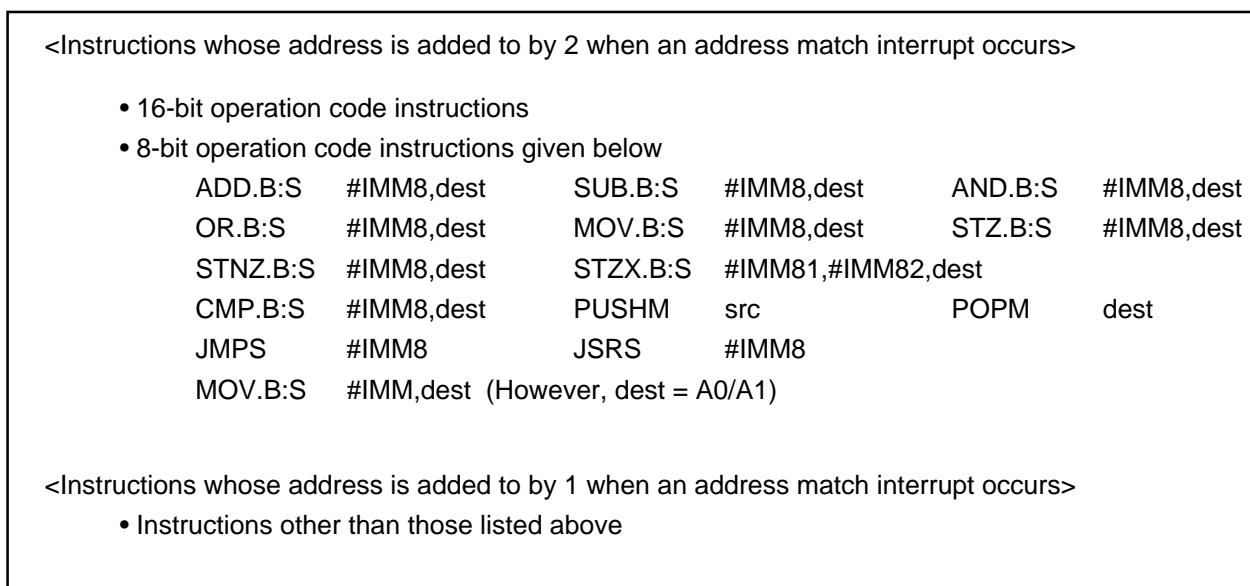 <Instructions whose address is added to by 2 when an address match interrupt occurs>
• 16-bit operation code instructions
• 8-bit operation code instructions given below
ADD.B:S #IMM8,dest SUB.B:S #IMM8,dest AND.B:S #IMM8,dest
OR.B:S #IMM8,dest MOV.B:S #IMM8,dest STZ.B:S #IMM8,dest
STNZ.B:S #IMM8,dest STZX.B:S #IMM81,#IMM82,dest
CMP.B:S #IMM8,dest PUSHM src POPM dest
JMPS #IMM8 JSRS #IMM8
MOV.B:S #IMM,dest (However, dest = A0/A1)
<Instructions whose address is added to by 1 when an address match interrupt occurs>
• Instructions other than those listed above